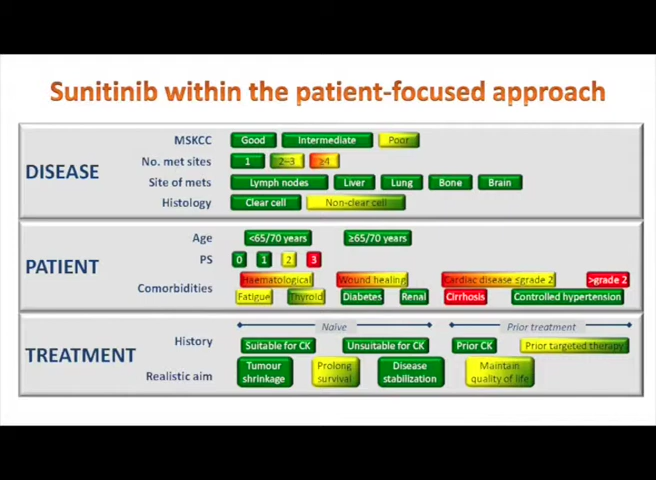 Sunitinib within the patient-focused approach
DISEASE
MSKCC Good Intermediate Poor
No. met sites 1 2–3 ≥4
Site of mets Lymph nodes Liver Lung Bone Brain
Histology Clear cell Non-clear cell
PATIENT
Age <65/70 years ≥65/70 years
PS 0 1 2 3
Comorbidities Haematological Wound healing Cardiac disease ≤grade 2 >grade 2
Fatigue Thyroid Diabetes Renal Cirrhosis Controlled hypertension
TREATMENT
Naïve Prior treatment
History Suitable for CK Unsuitable for CK Prior CK Prior targeted therapy
Realistic aim Tumour shrinkage Prolong survival Disease stabilization Maintain quality of life